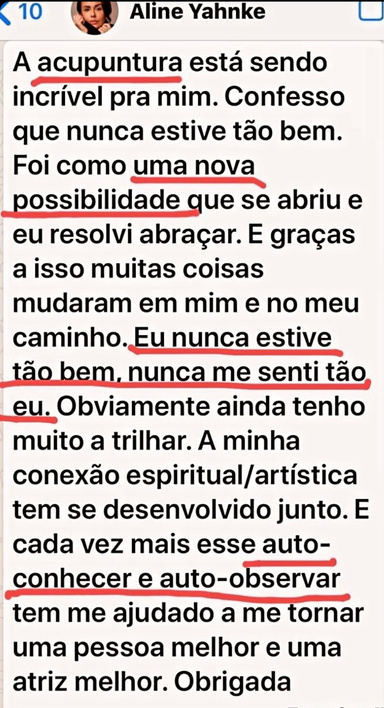 10
Aline Yahnke
A acupuntura está sendo
incrível pra mim. Confesso
que nunca estive tão bem.
Foi como uma nova
possibilidade que se abriu e
eu resolvi abraçar. E graças
a isso muitas coisas
mudaram em mim e no meu
caminho. Eu nunca estive
tão bem, nunca me senti tão
eu. Obviamente ainda tenho
muito a trilhar. A minha
conexão espiritual/artística
tem se desenvolvido junto. E
cada vez mais esse auto-
conhecer e auto-observar
tem me ajudado a me tornar
uma pessoa melhor e uma
atriz melhor. Obrigada